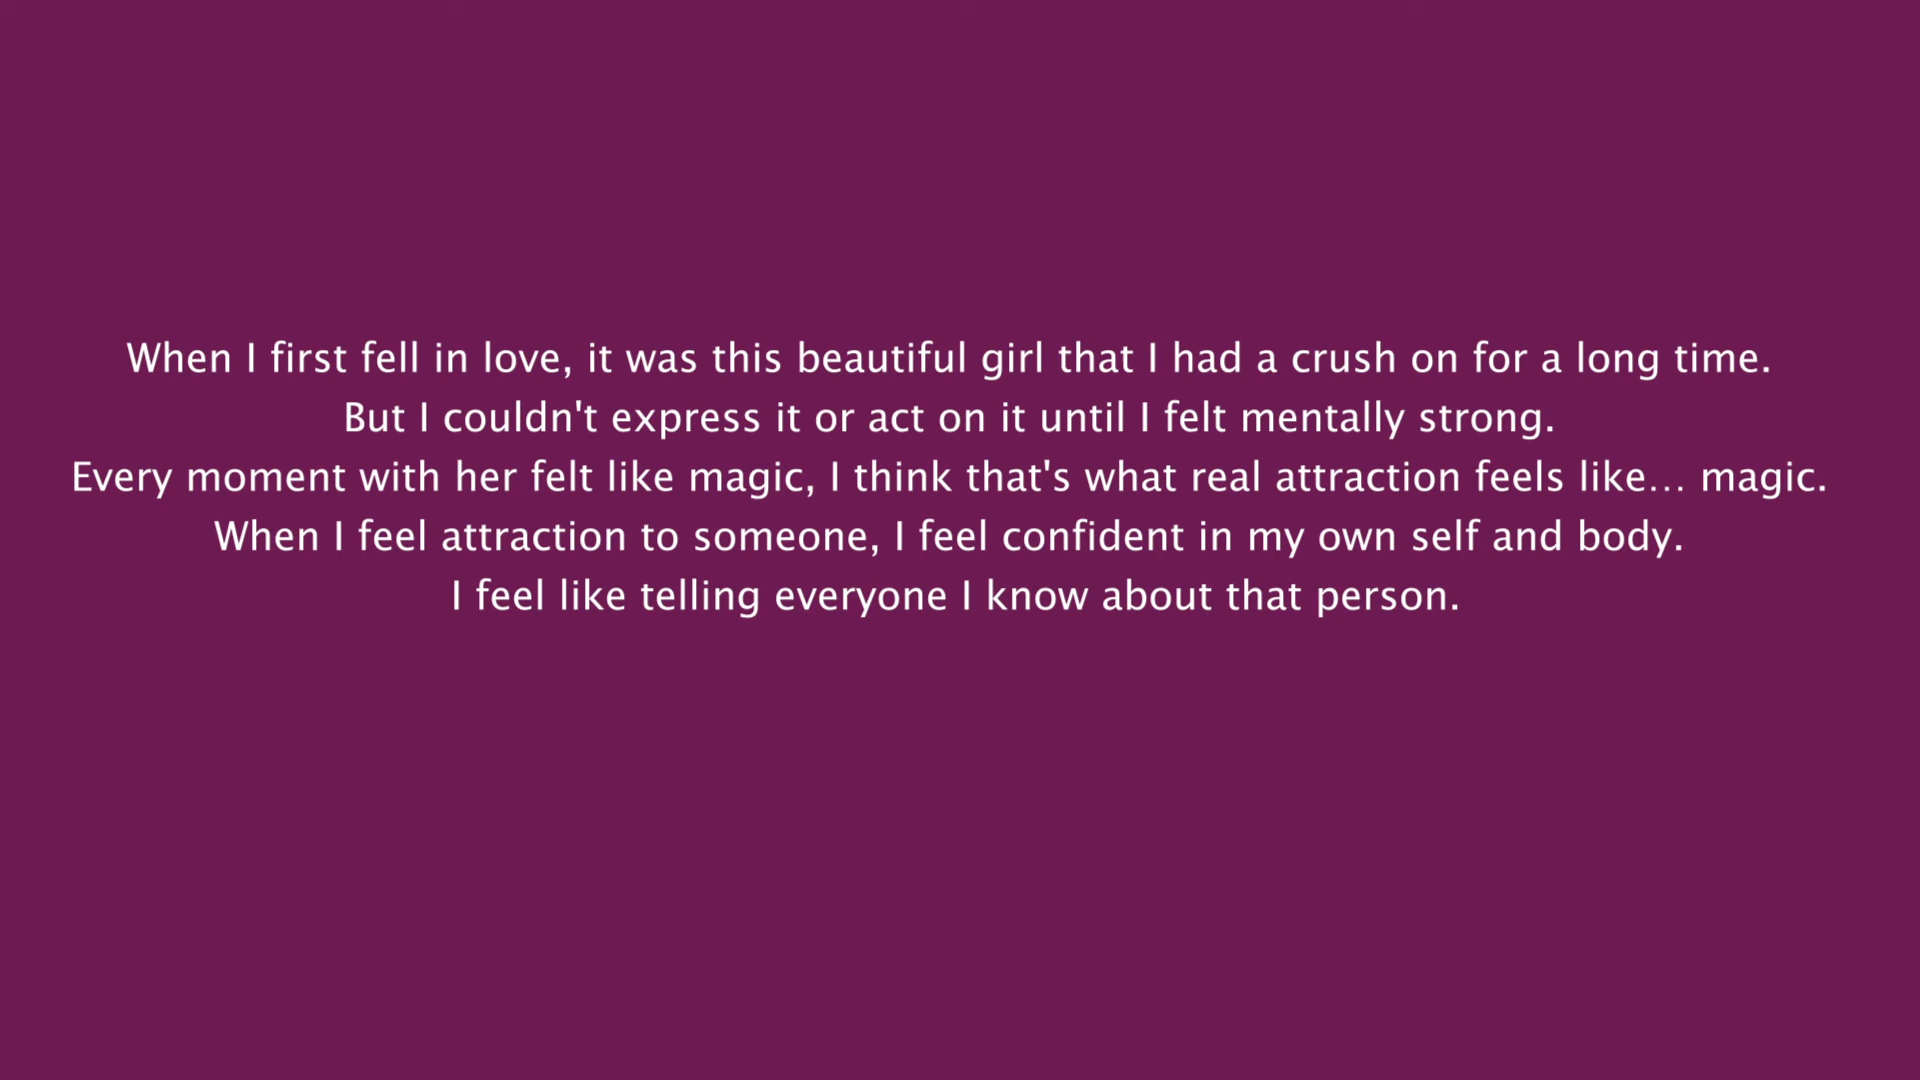 When I first fell in love, it was this beautiful girl that I had a crush on for a long time.
But I couldn't express it or act on it until I felt mentally strong.
Every moment with her felt like magic, I think that's what real attraction feels like... magic.
When I feel attraction to someone, I feel confident in my own self and body.
I feel like telling everyone I know about that person.